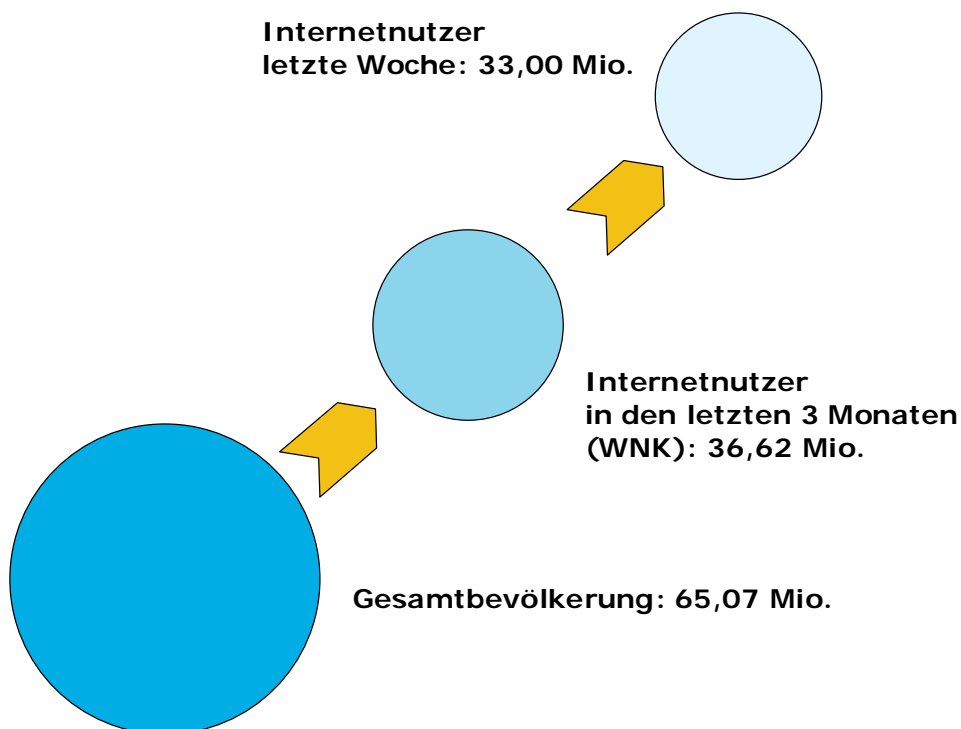 Internetnutzer
letzte Woche: 33,00 Mio.
Internetnutzer
in den letzten 3 Monaten
(WNK): 36,62 Mio.
Gesamtbevölkerung: 65,07 Mio.